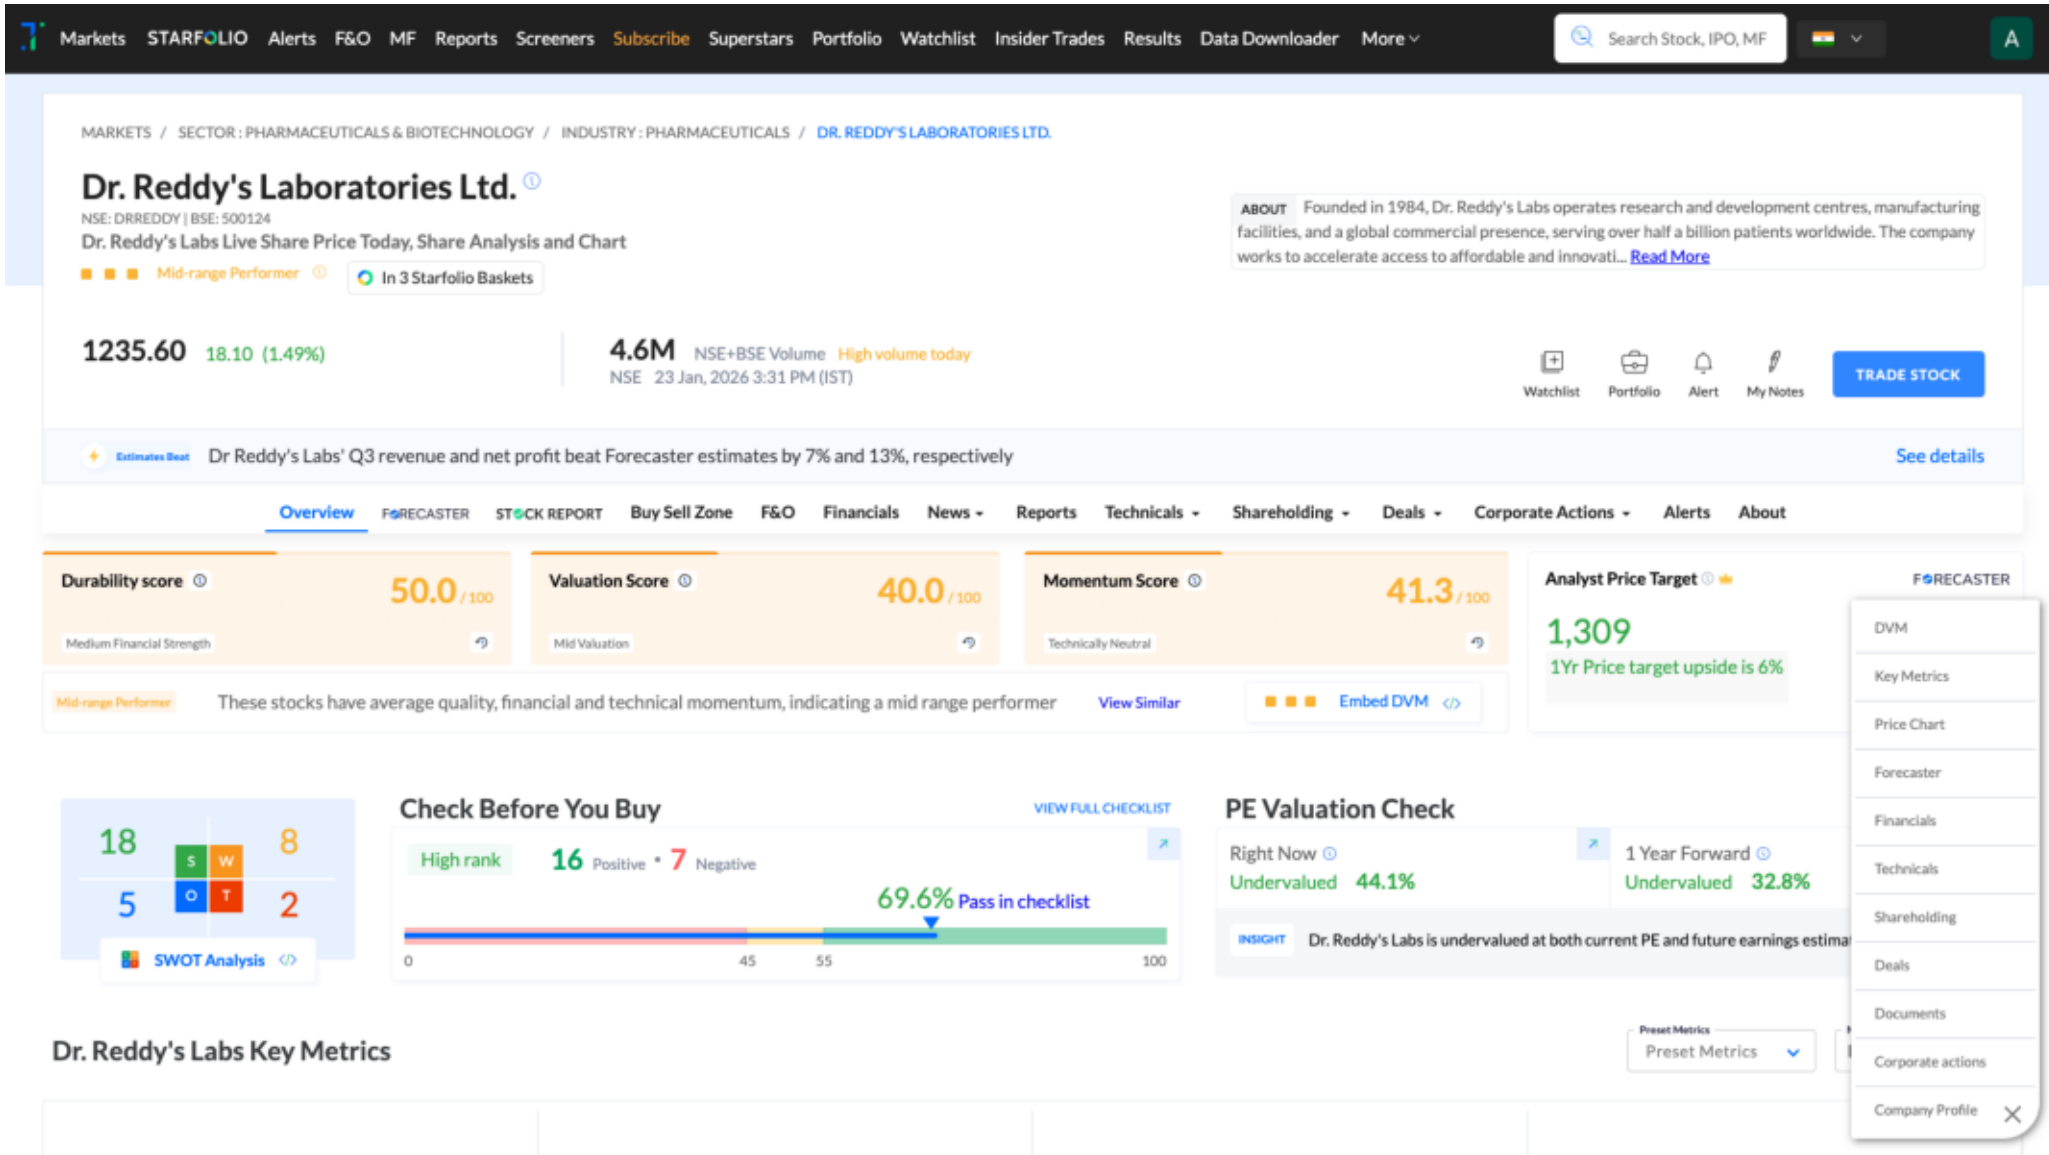 Markets STARFOLIO Alerts F&O MF Reports Screeners Subscribe Superstars Portfolio Watchlist Insider Trades Results Data Downloader More Search Stock, IPO, MF A
MARKETS / SECTOR : PHARMACEUTICALS & BIOTECHNOLOGY / INDUSTRY : PHARMACEUTICALS / DR. REDDY'S LABORATORIES LTD.
Dr. Reddy's Laboratories Ltd.
NSE: DRREDDY | BSE: 500124
Dr. Reddy's Labs Live Share Price Today, Share Analysis and Chart
Mid-range Performer In 3 Starfolio Baskets
ABOUT Founded in 1984, Dr. Reddy's Labs operates research and development centres, manufacturing
facilities, and a global commercial presence, serving over half a billion patients worldwide. The company
works to accelerate access to affordable and innovati... Read More
1235.60 18.10 (1.49%)
4.6M NSE+BSE Volume High volume today
NSE 23 Jan, 2026 3:31 PM (IST)
Watchlist Portfolio Alert My Notes TRADE STOCK
Estimates Beat Dr Reddy's Labs' Q3 revenue and net profit beat Forecaster estimates by 7% and 13%, respectively See details
Overview FORECASTER STOCK REPORT Buy Sell Zone F&O Financials News Reports Technicals Shareholding Deals Corporate Actions Alerts About
Durability score 50.0 / 100
Medium Financial Strength
Valuation Score 40.0 / 100
Mid Valuation
Momentum Score 41.3 / 100
Technically Neutral
Analyst Price Target FORECASTER
1,309
1Yr Price target upside is 6%
Mid-range Performer These stocks have average quality, financial and technical momentum, indicating a mid range performer View Similar Embed DVM </>
18 8
S W
O T
5 2
SWOT Analysis </>
Check Before You Buy VIEW FULL CHECKLIST
High rank 16 Positive • 7 Negative
69.6% Pass in checklist
0 45 55 100
PE Valuation Check
Right Now
Undervalued 44.1%
1 Year Forward
Undervalued 32.8%
INSIGHT Dr. Reddy's Labs is undervalued at both current PE and future earnings estima
Dr. Reddy's Labs Key Metrics
Preset Metrics
Preset Metrics
DVM
Key Metrics
Price Chart
Forecaster
Financials
Technicals
Shareholding
Deals
Documents
Corporate actions
Company Profile